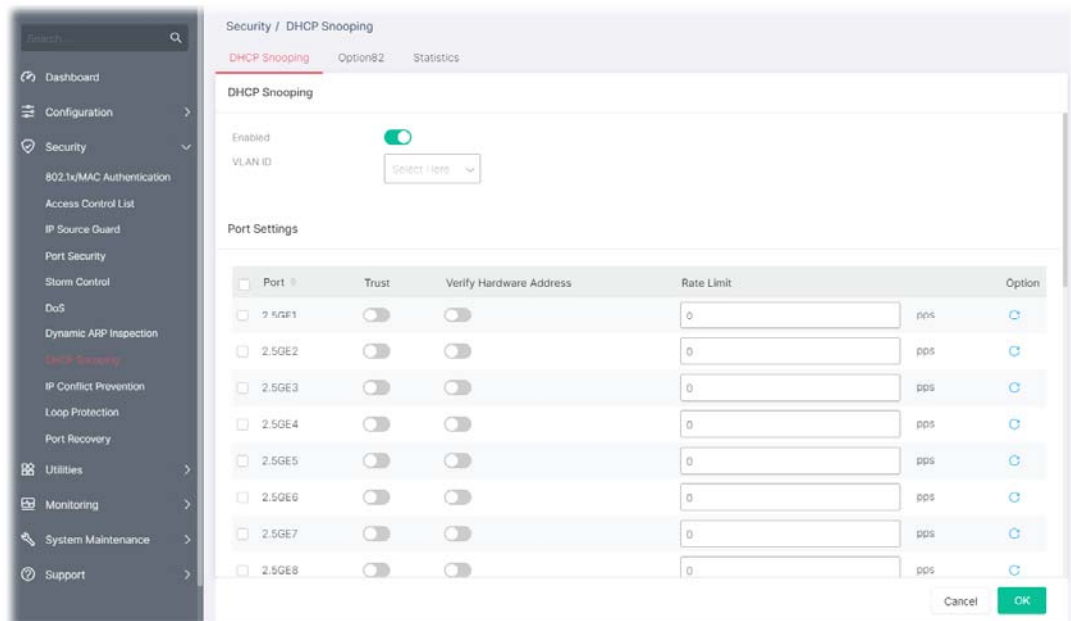 Search...
Dashboard
Configuration
Security
802.1x/MAC Authentication
Access Control List
IP Source Guard
Port Security
Storm Control
DoS
Dynamic ARP Inspection
DHCP Snooping
IP Conflict Prevention
Loop Protection
Port Recovery
Utilities
Monitoring
System Maintenance
Support
Security / DHCP Snooping
DHCP Snooping Option82 Statistics
DHCP Snooping
Enabled
VLAN ID Select Here
Port Settings
Port Trust Verify Hardware Address Rate Limit Option
2.5GE1 0 pps
2.5GE2 0 pps
2.5GE3 0 pps
2.5GE4 0 pps
2.5GE5 0 pps
2.5GE6 0 pps
2.5GE7 0 pps
2.5GE8 0 pps
Cancel OK